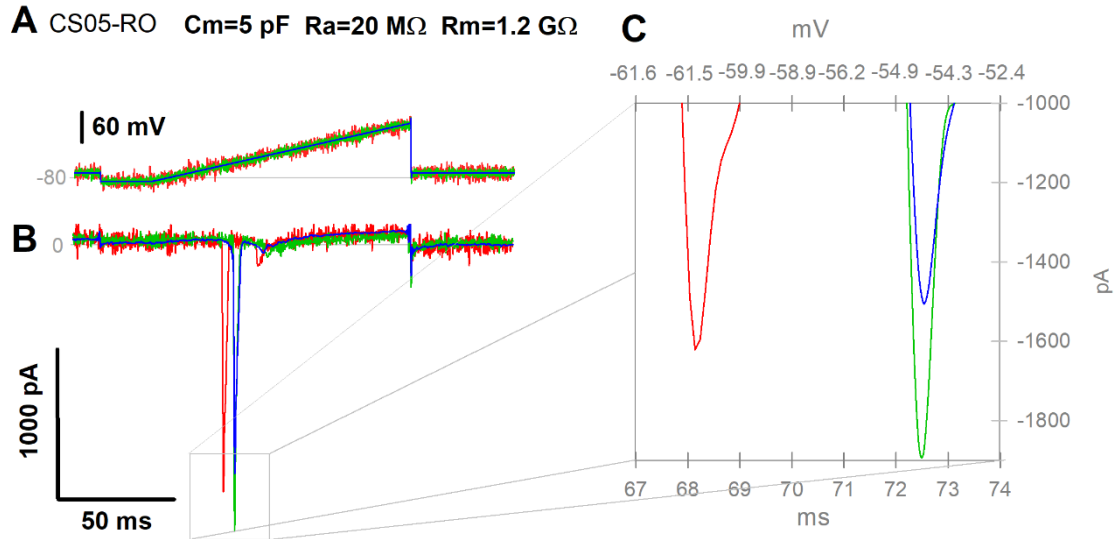 A CS05-RO Cm=5 pF Ra=20 MΩ Rm=1.2 GΩ
60 mV
-80
B
0
1000 pA
50 ms
C
mV
-61.6 -61.5 -59.9 -58.9 -56.2 -54.9 -54.3 -52.4
-1000
-1200
-1400
-1600
-1800
pA
67 68 69 70 71 72 73 74
ms